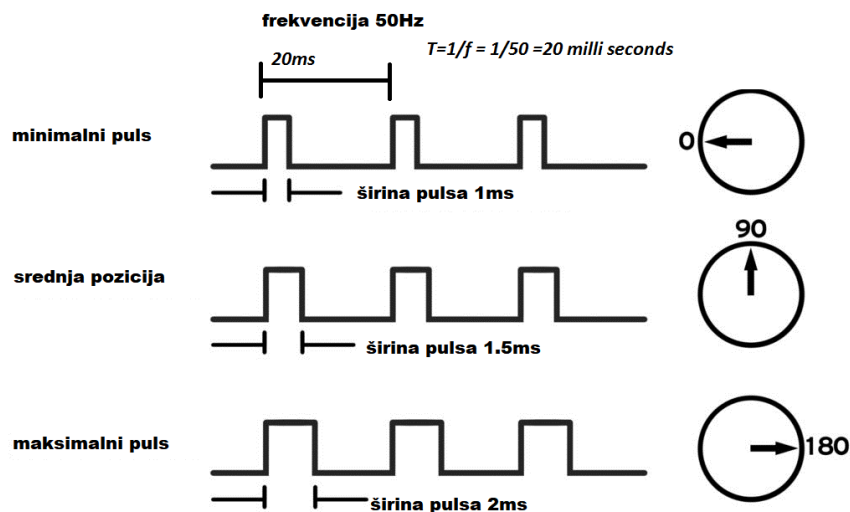 frekvencija 50Hz
20ms
T=1/f = 1/50 =20 milli seconds
minimalni puls
0
širina pulsa 1ms
90
srednja pozicija
širina pulsa 1.5ms
maksimalni puls
180
širina pulsa 2ms